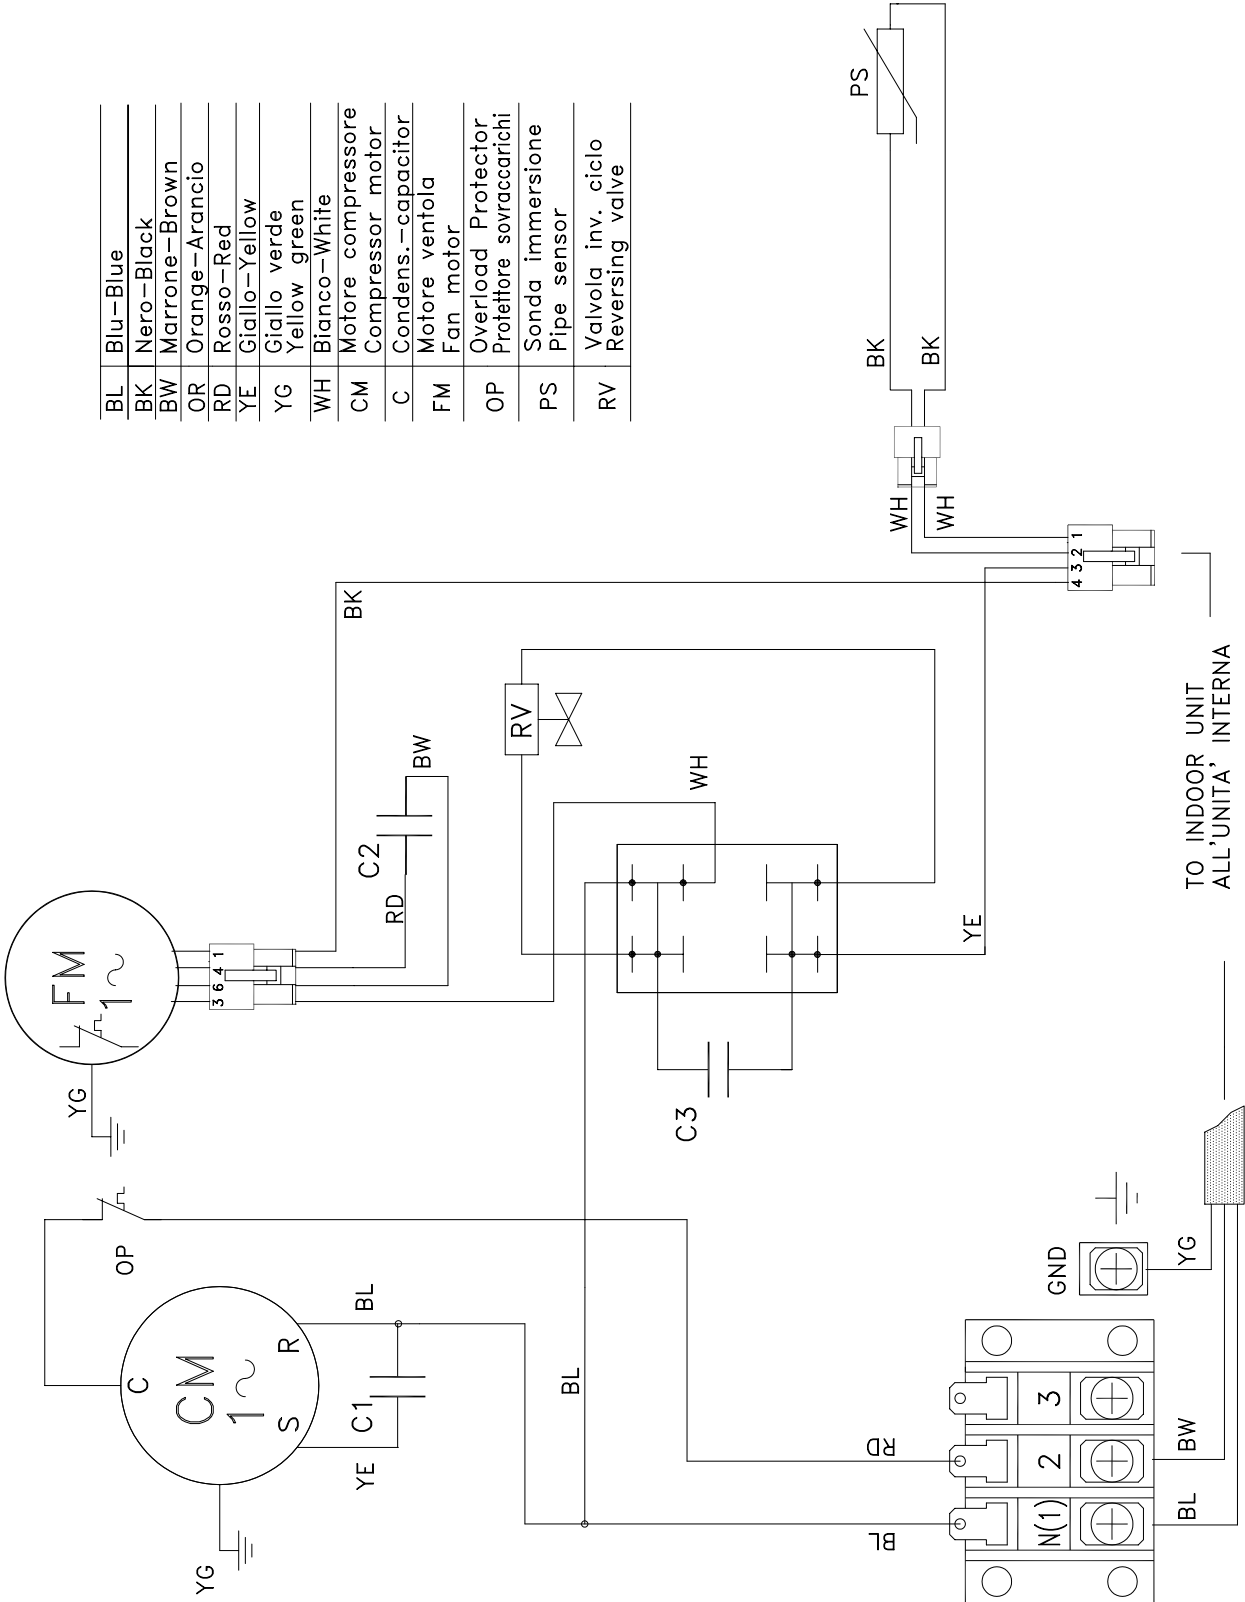 BL Blu-Blue
BK Nero-Black
BW Marrone-Brown
OR Orange-Arancio
RD Rosso-Red
YE Giallo-Yellow
YG Giallo verde
Yellow green
WH Bianco-White
CM Motore compressore
Compressor motor
C Condens.-capacitor
FM Motore ventola
Fan motor
OP Overload Protector
Protettore sovraccarichi
PS Sonda immersione
Pipe sensor
RV Valvola inv. ciclo
Reversing valve
PS
BK
BK
WH
WH
4 3 2 1
TO INDOOR UNIT
ALL'UNITA' INTERNA
BK
RV
WH
YE
BW
C2
RD
FM
1~
3 6 4 1
YG
C3
OP
C
CM
1~
S
R
YE
C1
BL
YG
BL
RD
BL
N(1)
2
3
GND
YG
BW
BL